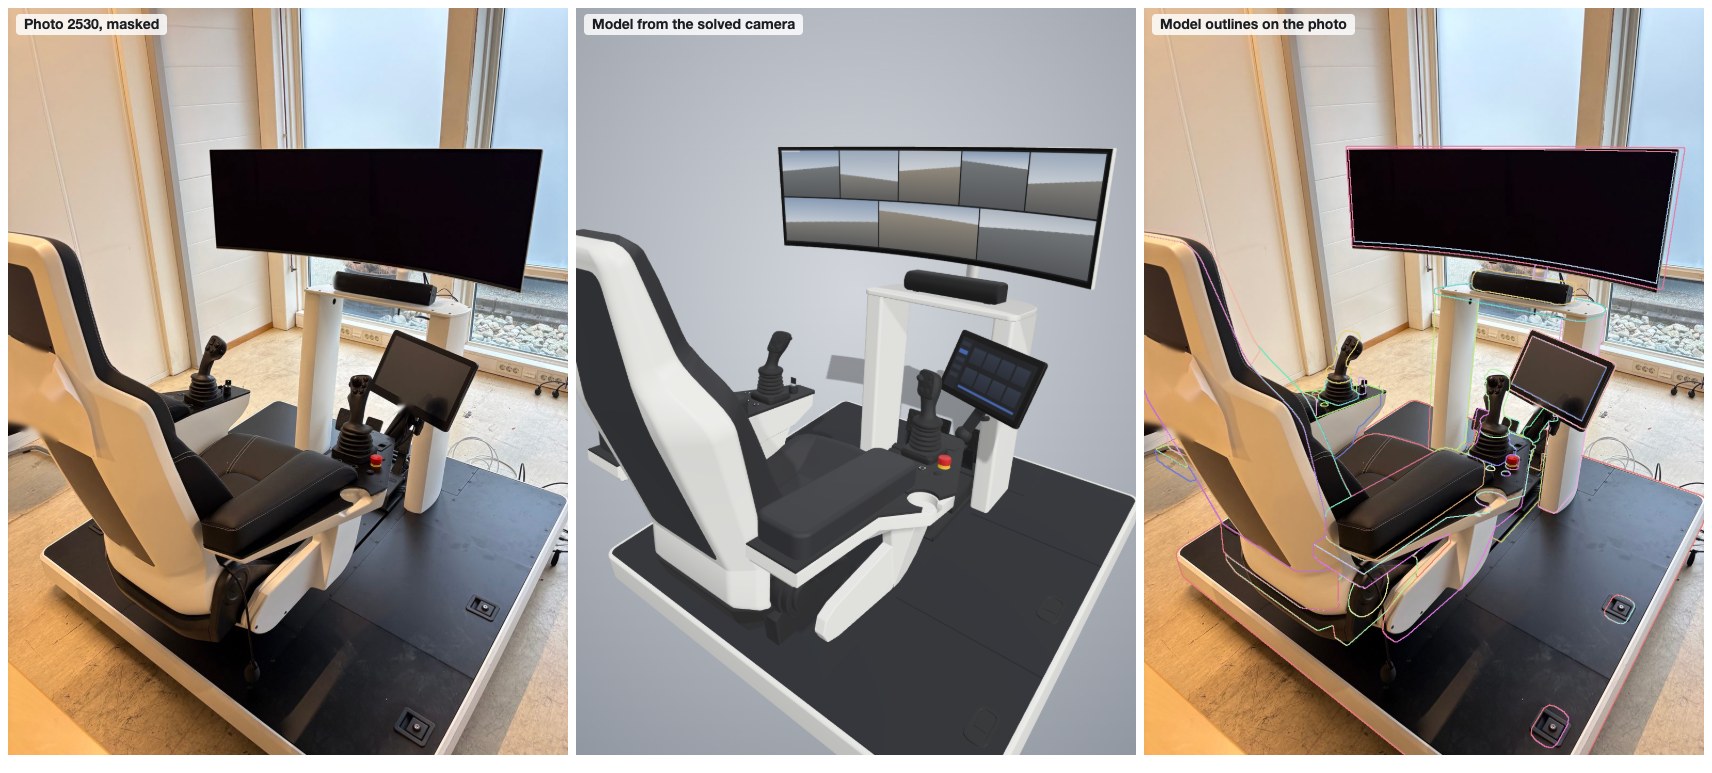 Photo 2530, masked
Model from the solved camera
Model outlines on the photo